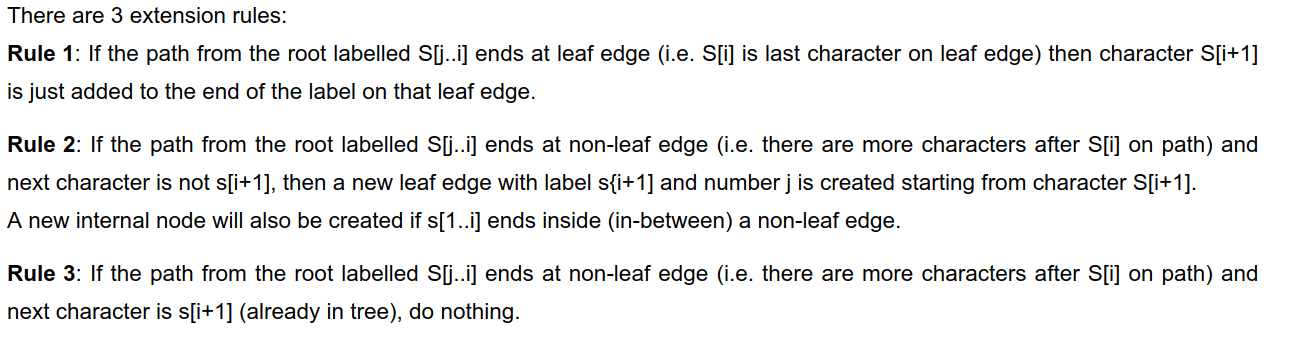 There are 3 extension rules:
Rule 1: If the path from the root labelled S[j..i] ends at leaf edge (i.e. S[i] is last character on leaf edge) then character S[i+1]
is just added to the end of the label on that leaf edge.
Rule 2: If the path from the root labelled S[j..i] ends at non-leaf edge (i.e. there are more characters after S[i] on path) and
next character is not s[i+1], then a new leaf edge with label s{i+1] and number j is created starting from character S[i+1].
A new internal node will also be created if s[1..i] ends inside (in-between) a non-leaf edge.
Rule 3: If the path from the root labelled S[j..i] ends at non-leaf edge (i.e. there are more characters after S[i] on path) and
next character is s[i+1] (already in tree), do nothing.